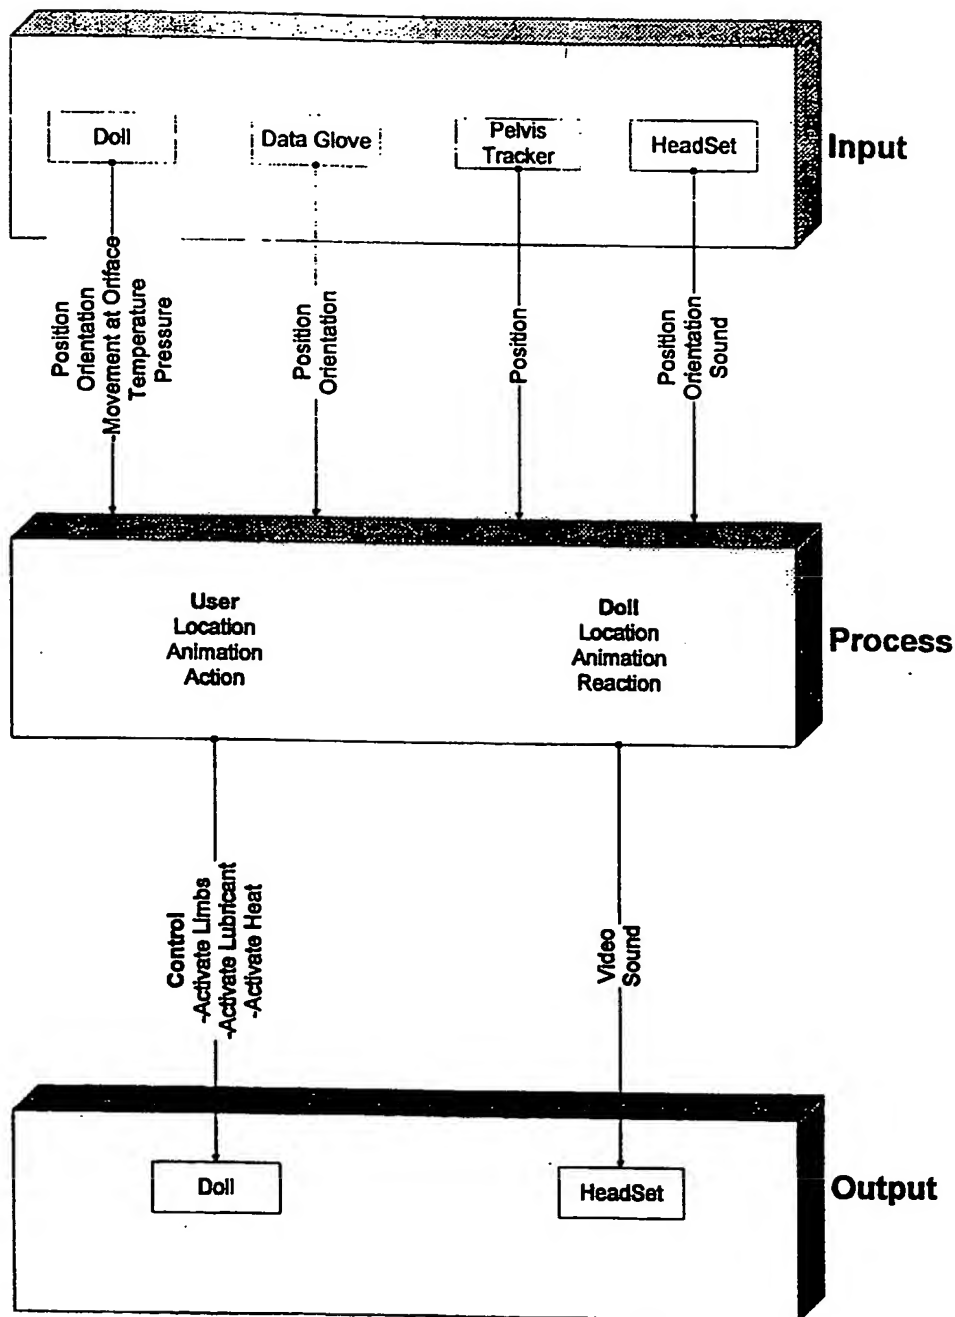 Doll
Data Glove
Pelvis
Tracker
HeadSet
Input
Position
Orientation
-Movement at Oriface
Temperature
Pressure
Position
Orientation
Position
Position
Orientation
Sound
User
Location
Animation
Action
Doll
Location
Animation
Reaction
Process
Control
-Activate Limbs
-Activate Lubricant
-Activate Heat
Video
Sound
Doll
HeadSet
Output